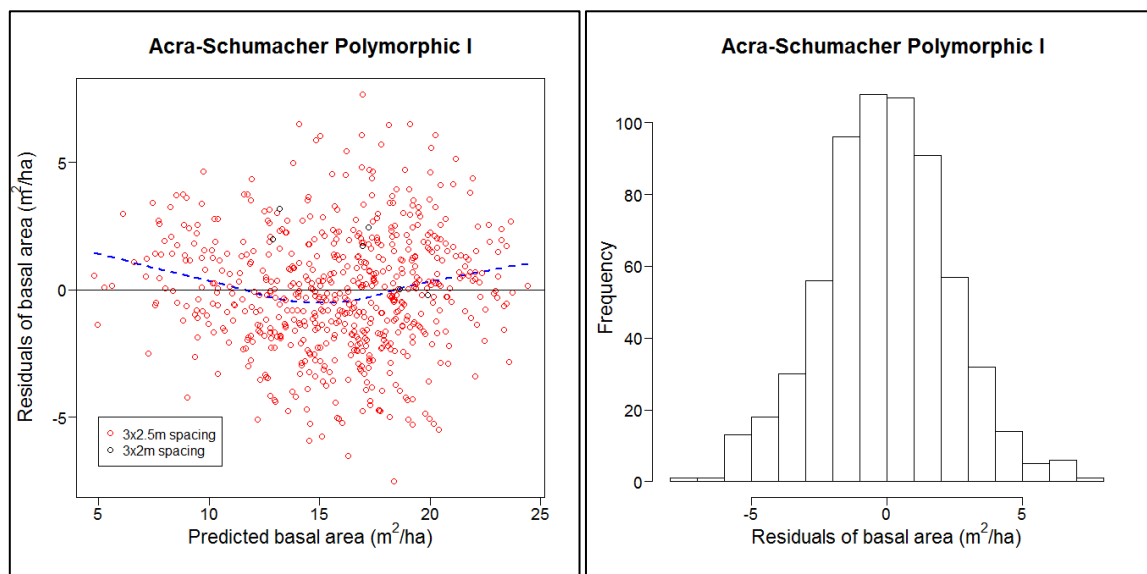 Acra-Schumacher Polymorphic I
Residuals of basal area (m²/ha)
5
0
-5
3x2.5m spacing
3x2m spacing
5
10
15
20
25
Predicted basal area (m²/ha)
Acra-Schumacher Polymorphic I
Frequency
100
80
60
40
20
0
-5
0
5
Residuals of basal area (m²/ha)